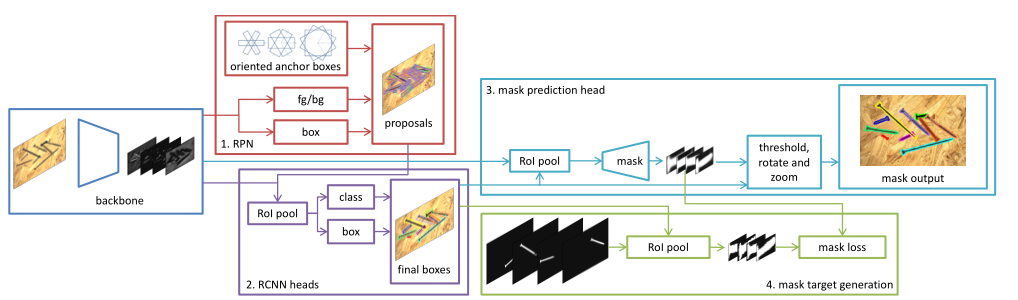 oriented anchor boxes
fg/bg
box
proposals
1. RPN
backbone
RoI pool
class
box
final boxes
2. RCNN heads
3. mask prediction head
RoI pool
mask
threshold,
rotate and
zoom
mask output
RoI pool
mask loss
4. mask target generation